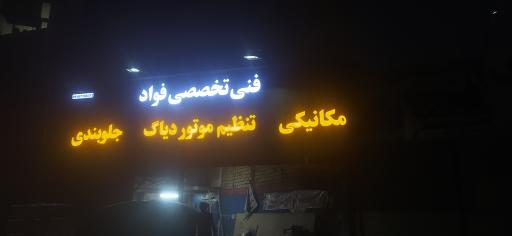 فنی تخصصی فواد
مکانیکی تنظیم موتور دیاگ جلوبندی